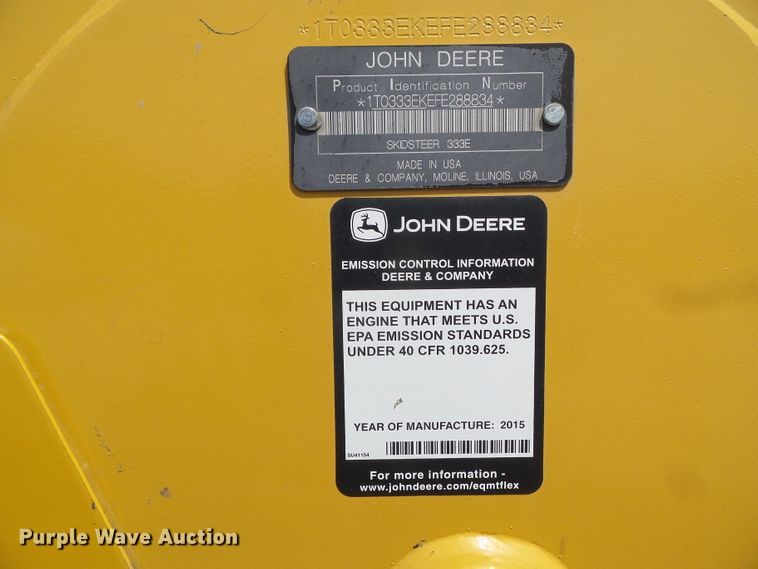 *1T0333EKEFE288834*
JOHN DEERE
Product Identification Number
*1T0333EKEFE288834*
SKIDSTEER 333E
MADE IN USA
DEERE & COMPANY, MOLINE, ILLINOIS, USA
JOHN DEERE
EMISSION CONTROL INFORMATION
DEERE & COMPANY
THIS EQUIPMENT HAS AN
ENGINE THAT MEETS U.S.
EPA EMISSION STANDARDS
UNDER 40 CFR 1039.625.
YEAR OF MANUFACTURE: 2015
SU41154
For more information -
www.johndeere.com/eqmtflex
Purple Wave Auction